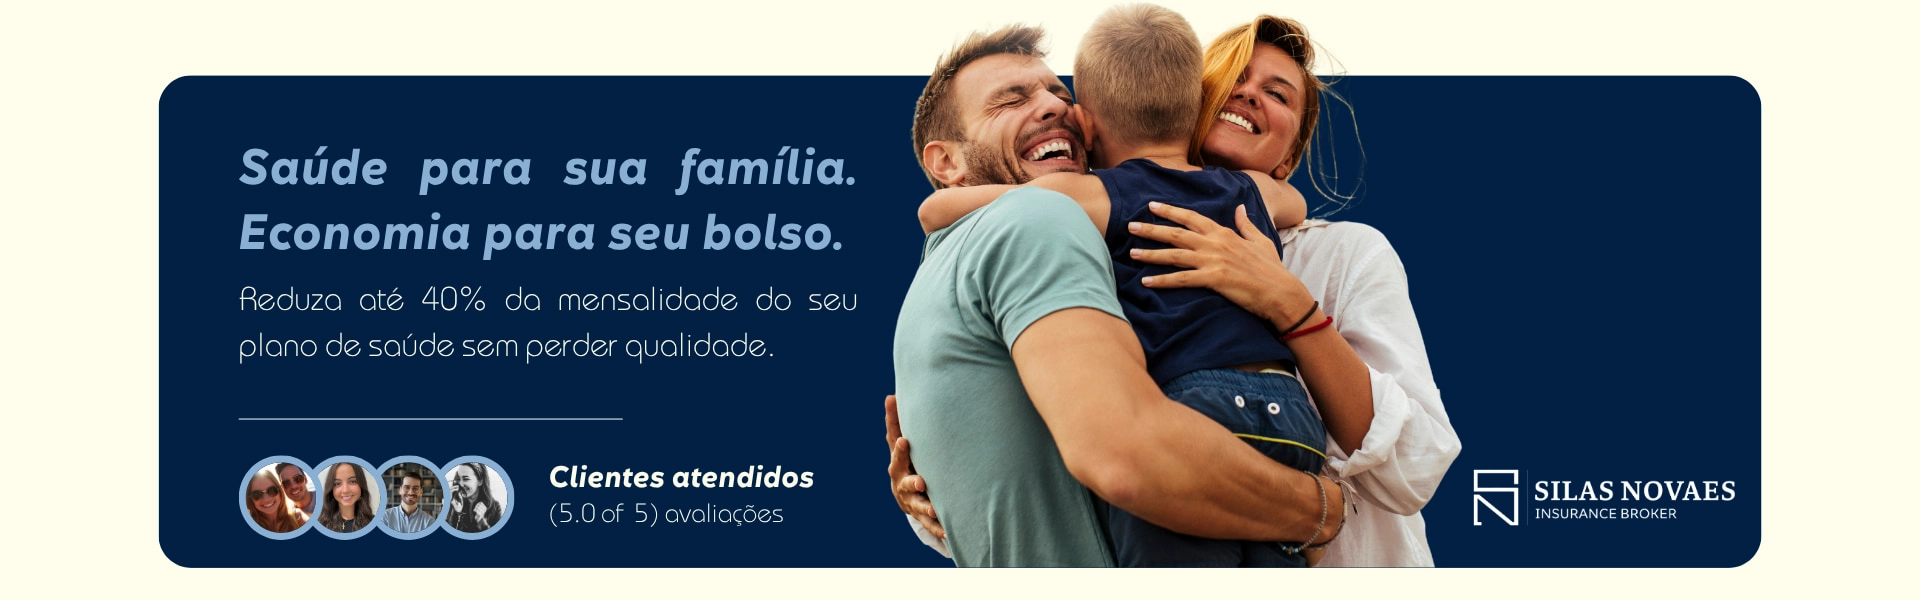 Saúde para sua família.
Economia para seu bolso.
Reduza até 40% da mensalidade do seu
plano de saúde sem perder qualidade.
Clientes atendidos
(5.0 of 5) avaliações
SILAS NOVAES
INSURANCE BROKER